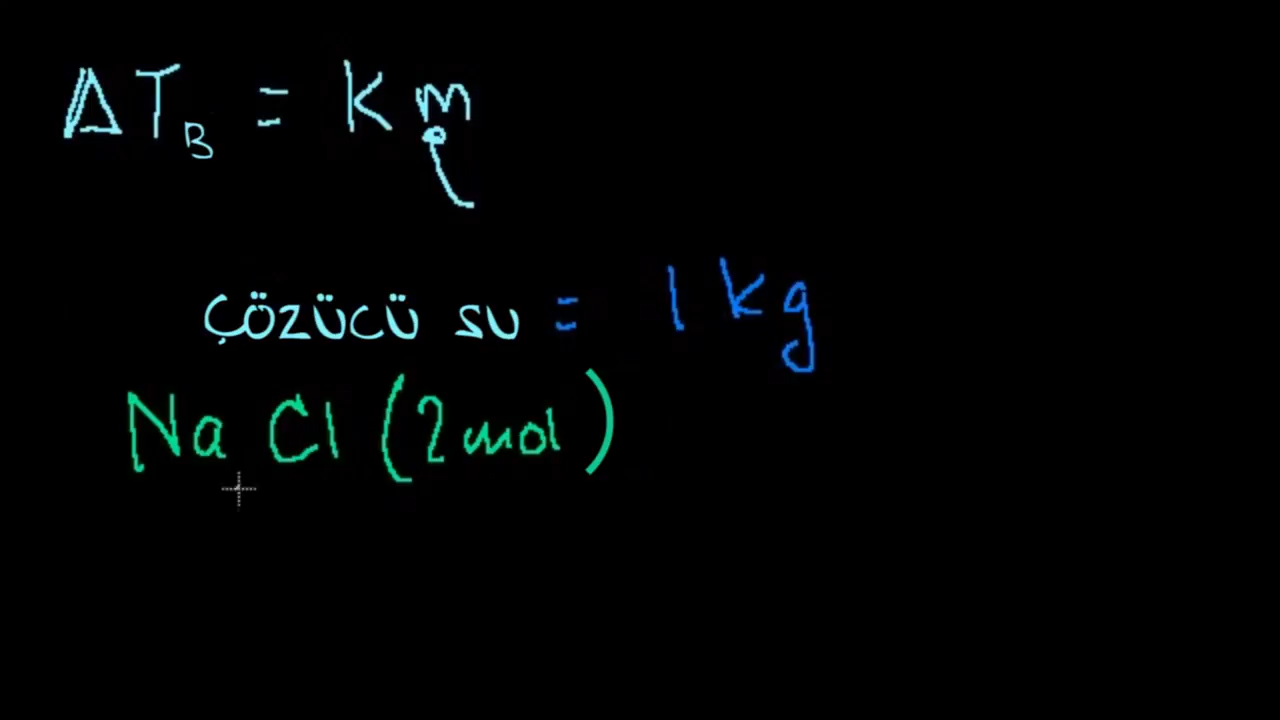 ΔT_B = K m
Çözücü su = 1 kg
NaCl (2 mol)